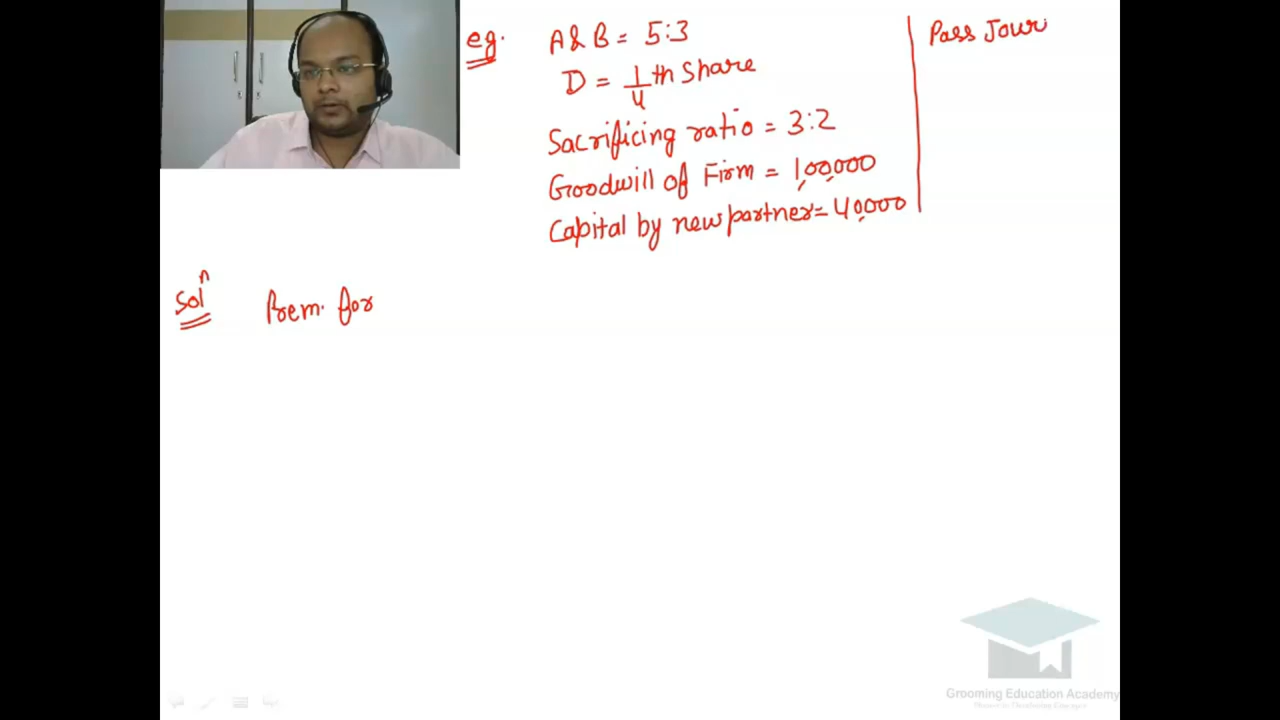 eg. A & B = 5:3
D = 1/4 th Share
Sacrificing ratio = 3:2
Goodwill of Firm = 1,00,000
Capital by new partner = 40,000
Pass Jour
Solⁿ Prem. for
Grooming Education Academy